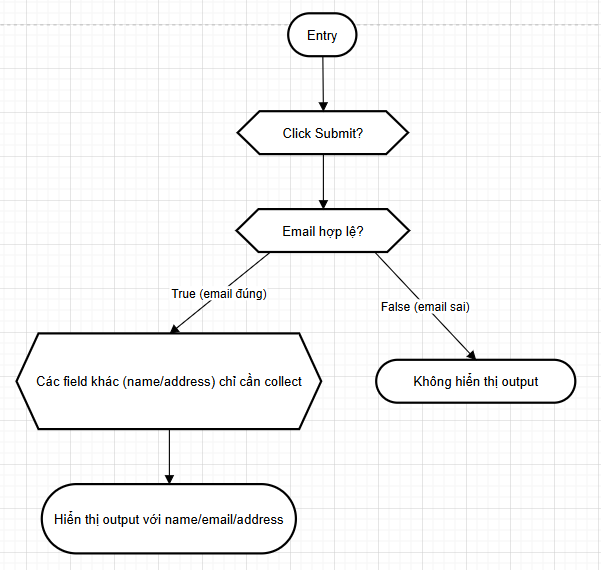 Entry
Click Submit?
Email hợp lệ?
True (email đúng)
False (email sai)
Các field khác (name/address) chỉ cần collect
Không hiển thị output
Hiển thị output với name/email/address